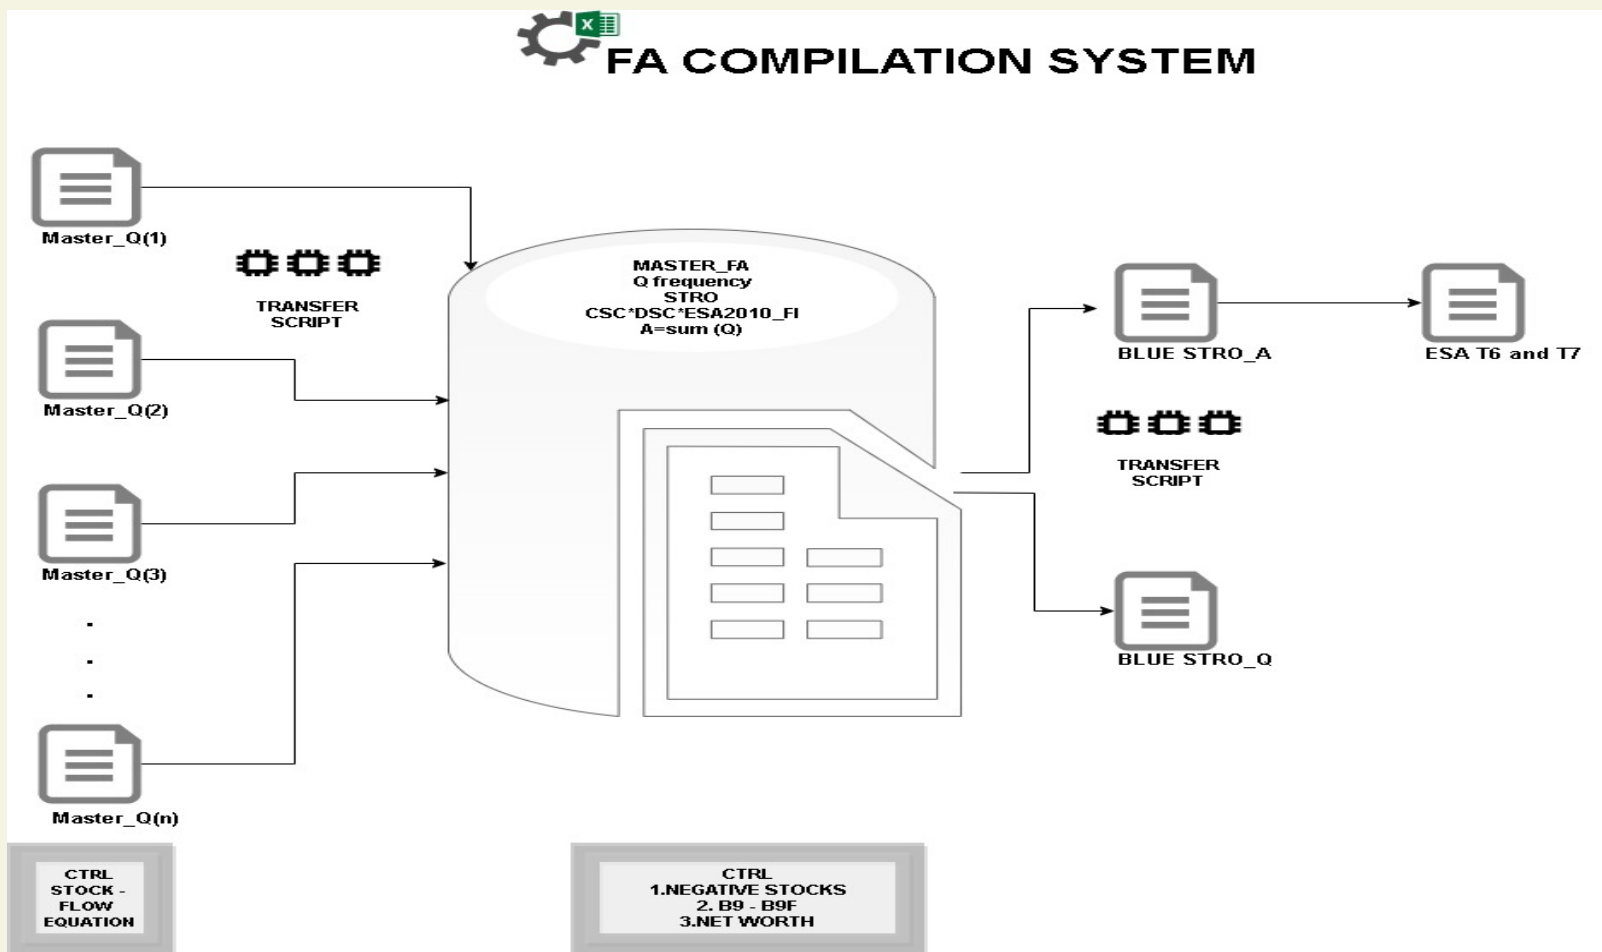 X
FA COMPILATION SYSTEM
Master_Q(1)
TRANSFER
SCRIPT
Master_Q(2)
Master_Q(3)
.
.
.
Master_Q(n)
MASTER_FA
Q frequency
STRO
CSC*DSC*ESA2010_FI
A=sum (Q)
BLUE STRO_A
ESA T6 and T7
TRANSFER
SCRIPT
BLUE STRO_Q
CTRL
STOCK -
FLOW
EQUATION
CTRL
1.NEGATIVE STOCKS
2. B9 - B9F
3.NET WORTH